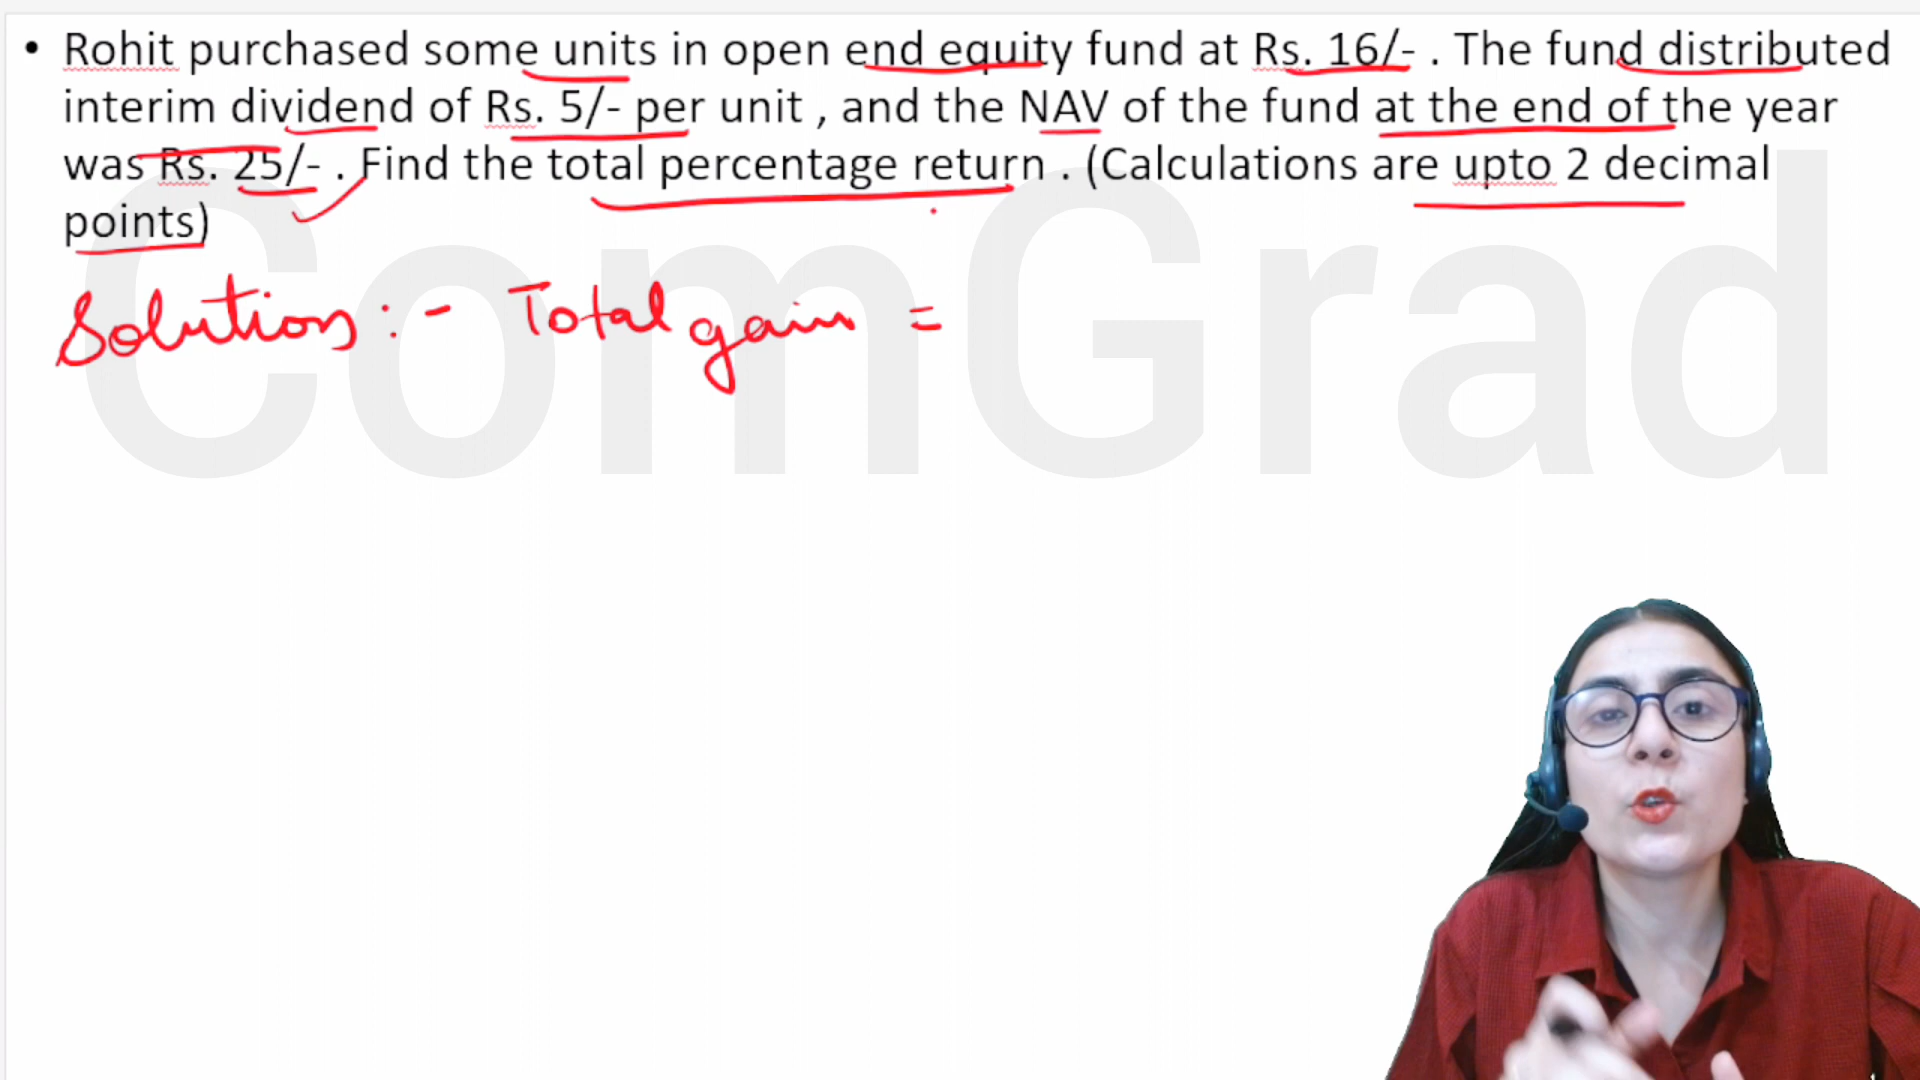 • Rohit purchased some units in open end equity fund at Rs. 16/- . The fund distributed
interim dividend of Rs. 5/- per unit , and the NAV of the fund at the end of the year
was Rs. 25/- . Find the total percentage return . (Calculations are upto 2 decimal
points)
Solution :- Total gain =
ComGrad